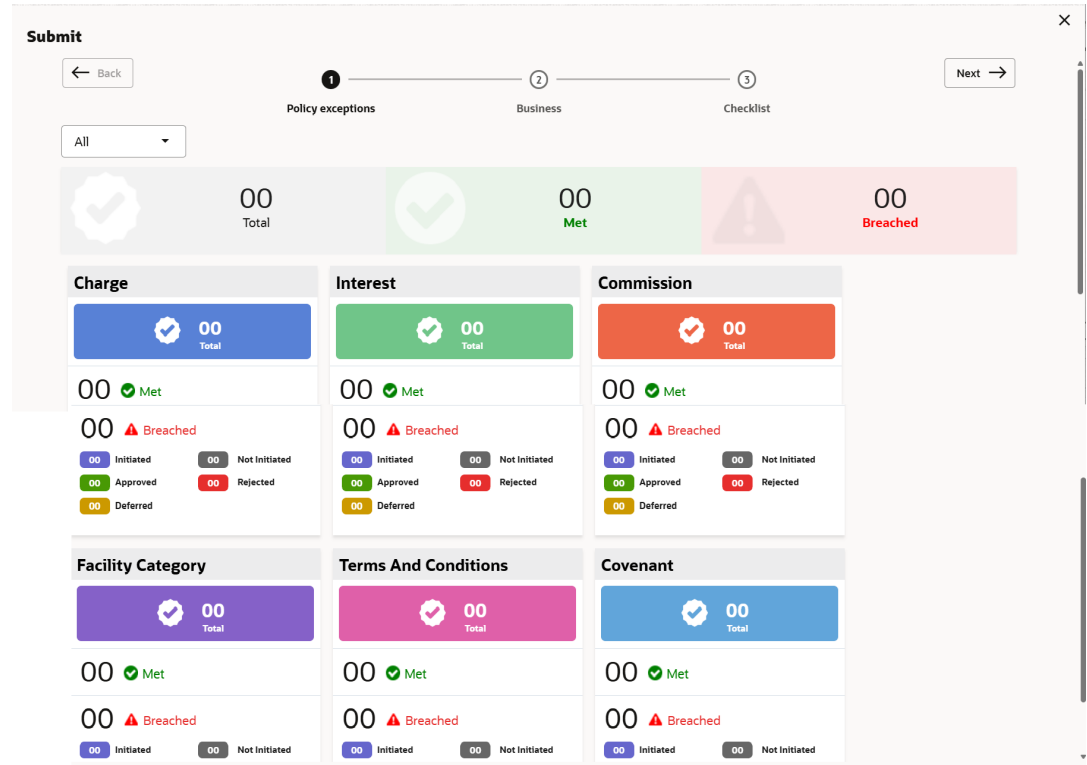 Submit
Back
1 2 3
Next
Policy exceptions Business Checklist
All
00 00 00
Total Met Breached
Charge Interest Commission
00 00 00
Total Total Total
00 Met 00 Met 00 Met
00 Breached 00 Breached 00 Breached
00 Initiated 00 Not Initiated 00 Initiated 00 Not Initiated 00 Initiated 00 Not Initiated
00 Approved 00 Rejected 00 Approved 00 Rejected 00 Approved 00 Rejected
00 Deferred 00 Deferred 00 Deferred
Facility Category Terms And Conditions Covenant
00 00 00
Total Total Total
00 Met 00 Met 00 Met
00 Breached 00 Breached 00 Breached
00 Initiated 00 Not Initiated 00 Initiated 00 Not Initiated 00 Initiated 00 Not Initiated